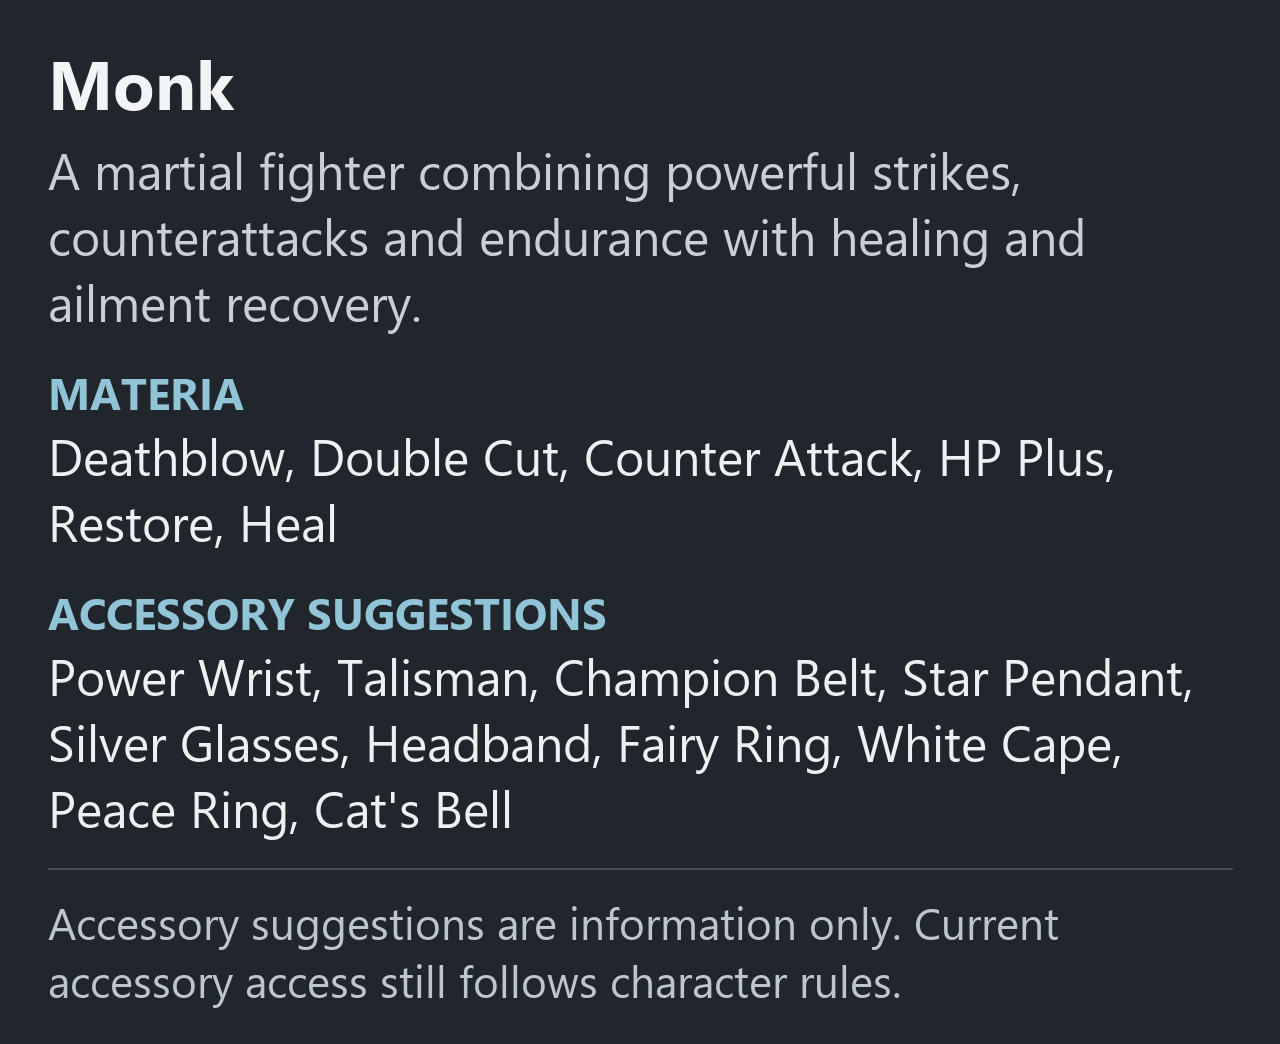 Monk
A martial fighter combining powerful strikes,
counterattacks and endurance with healing and
ailment recovery.
MATERIA
Deathblow, Double Cut, Counter Attack, HP Plus,
Restore, Heal
ACCESSORY SUGGESTIONS
Power Wrist, Talisman, Champion Belt, Star Pendant,
Silver Glasses, Headband, Fairy Ring, White Cape,
Peace Ring, Cat's Bell
Accessory suggestions are information only. Current
accessory access still follows character rules.